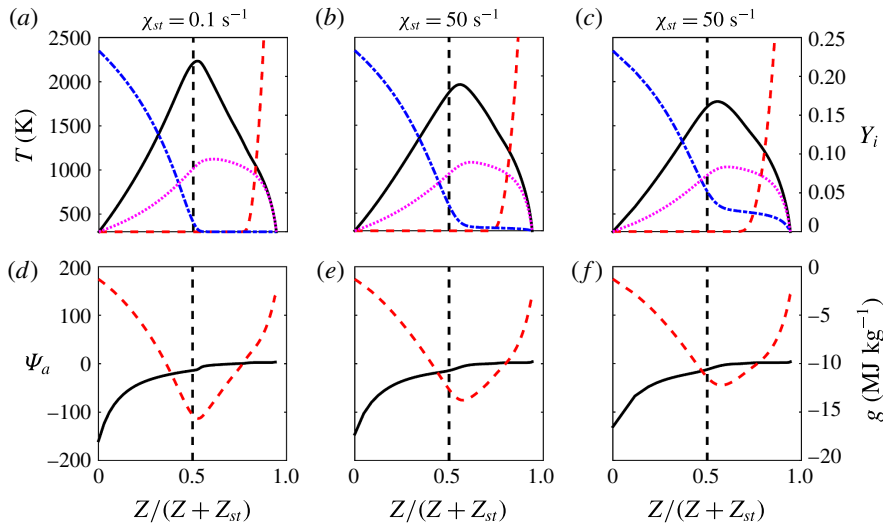 (a) χst = 0.1 s⁻¹ (b) χst = 50 s⁻¹ (c) χst = 50 s⁻¹
2500 0.25
2000 0.20
T (K) 1500 0.15 Yi
1000 0.10
500 0.05
0
(d) (e) (f)
200 0
100 −5
Ψa 0 −10 g (MJ kg⁻¹)
−100 −15
−200 −20
0 0.5 1.0 0 0.5 1.0 0 0.5 1.0
Z/(Z + Zst) Z/(Z + Zst) Z/(Z + Zst)